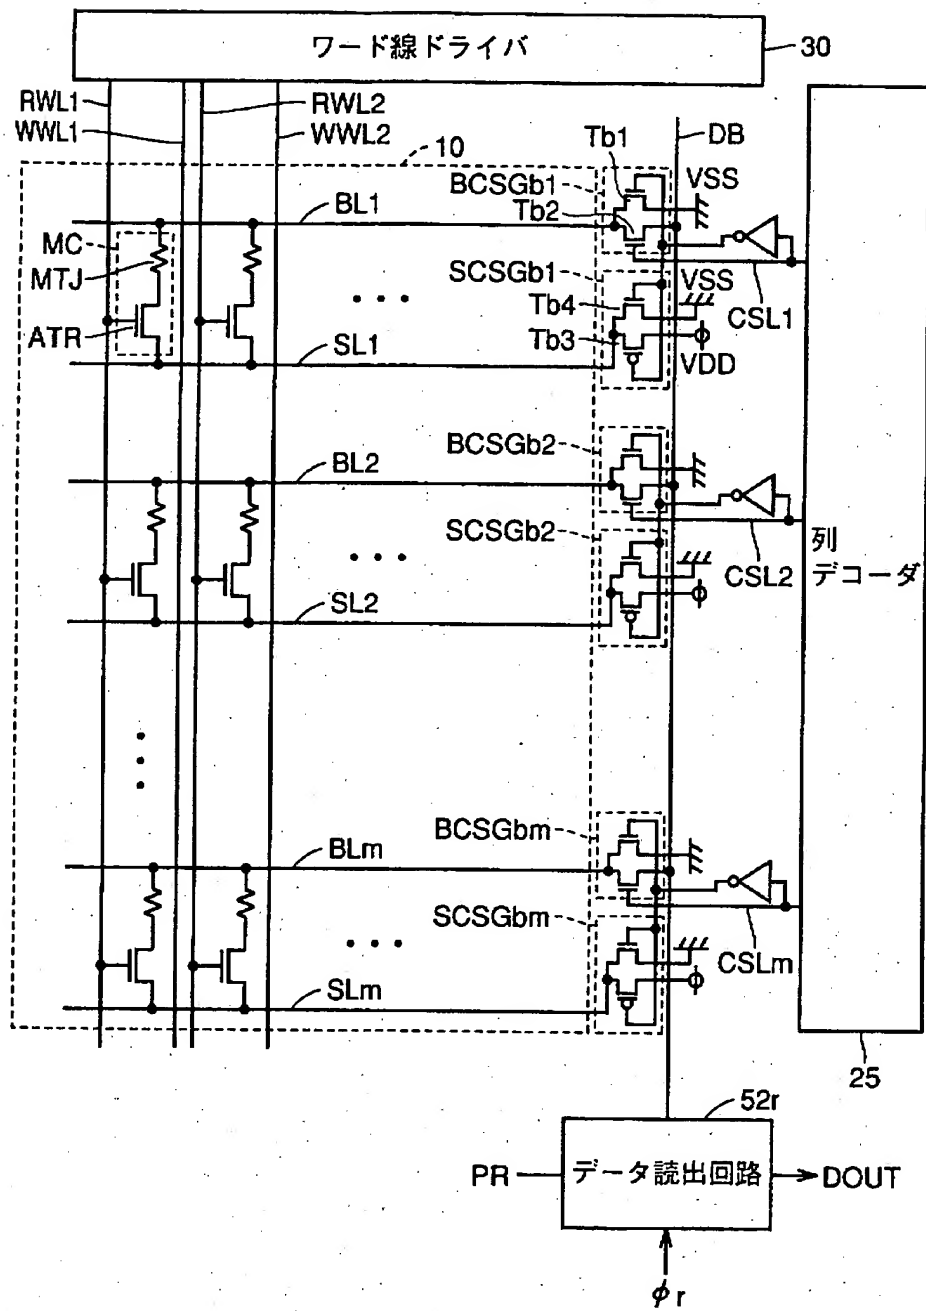 ワード線ドライバ
30
RWL1
WWL1
RWL2
WWL2
10
Tb1
DB
BCSGb1
VSS
Tb2
BL1
MC
MTJ
ATR
SCSGb1
VSS
CSL1
Tb4
Tb3
VDD
SL1
BCSGb2
BL2
SCSGb2
CSL2
列
デコーダ
SL2
BCSGbm
BLm
SCSGbm
CSLm
SLm
25
52r
PR
データ読出回路
DOUT
φr